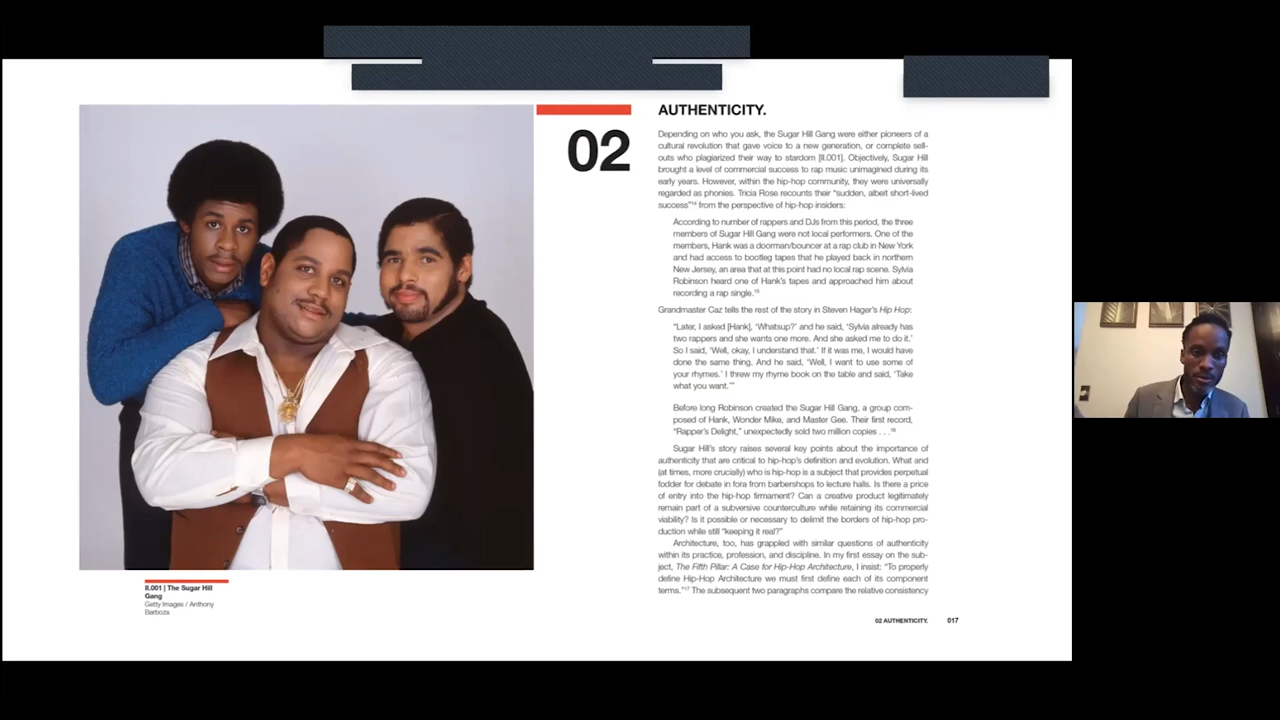 02
AUTHENTICITY.
Depending on who you ask, the Sugar Hill Gang were either pioneers of a
cultural revolution that gave voice to a new generation, or complete sell-
outs who plagiarized their way to stardom [II.001]. Objectively, Sugar Hill
brought a level of commercial success to rap music unimagined during its
early years. However, within the hip-hop community, they were universally
regarded as phonies. Tricia Rose recounts their “sudden, albeit short-lived
success”¹⁴ from the perspective of hip-hop insiders:
According to number of rappers and DJs from this period, the three
members of Sugar Hill Gang were not local performers. One of the
members, Hank was a doorman/bouncer at a rap club in New York
and had access to bootleg tapes that he played back in northern
New Jersey, an area that at this point had no local rap scene. Sylvia
Robinson heard one of Hank’s tapes and approached him about
recording a rap single.¹⁵
Grandmaster Caz tells the rest of the story in Steven Hager’s Hip Hop:
“Later, I asked [Hank], ‘Whatsup?’ and he said, ‘Sylvia already has
two rappers and she wants one more. And she asked me to do it.’
So I said, ‘Well, okay, I understand that.’ If it was me, I would have
done the same thing. And he said, ‘Well, I want to use some of
your rhymes.’ I threw my rhyme book on the table and said, ‘Take
what you want.’”
Before long Robinson created the Sugar Hill Gang, a group com-
posed of Hank, Wonder Mike, and Master Gee. Their first record,
“Rapper’s Delight,” unexpectedly sold two million copies . . .¹⁶
Sugar Hill’s story raises several key points about the importance of
authenticity that are critical to hip-hop’s definition and evolution. What and
(at times, more crucially) who is hip-hop is a subject that provides perpetual
fodder for debate in fora from barbershops to lecture halls. Is there a price
of entry into the hip-hop firmament? Can a creative product legitimately
remain part of a subversive counterculture while retaining its commercial
viability? Is it possible or necessary to delimit the borders of hip-hop pro-
duction while still “keeping it real?”
Architecture, too, has grappled with similar questions of authenticity
within its practice, profession, and discipline. In my first essay on the sub-
ject, The Fifth Pillar: A Case for Hip-Hop Architecture, I insist: “To properly
define Hip-Hop Architecture we must first define each of its component
terms.”¹⁷ The subsequent two paragraphs compare the relative consistency
II.001 | The Sugar Hill
Gang
Getty Images / Anthony
Barboza
02 AUTHENTICITY. 017